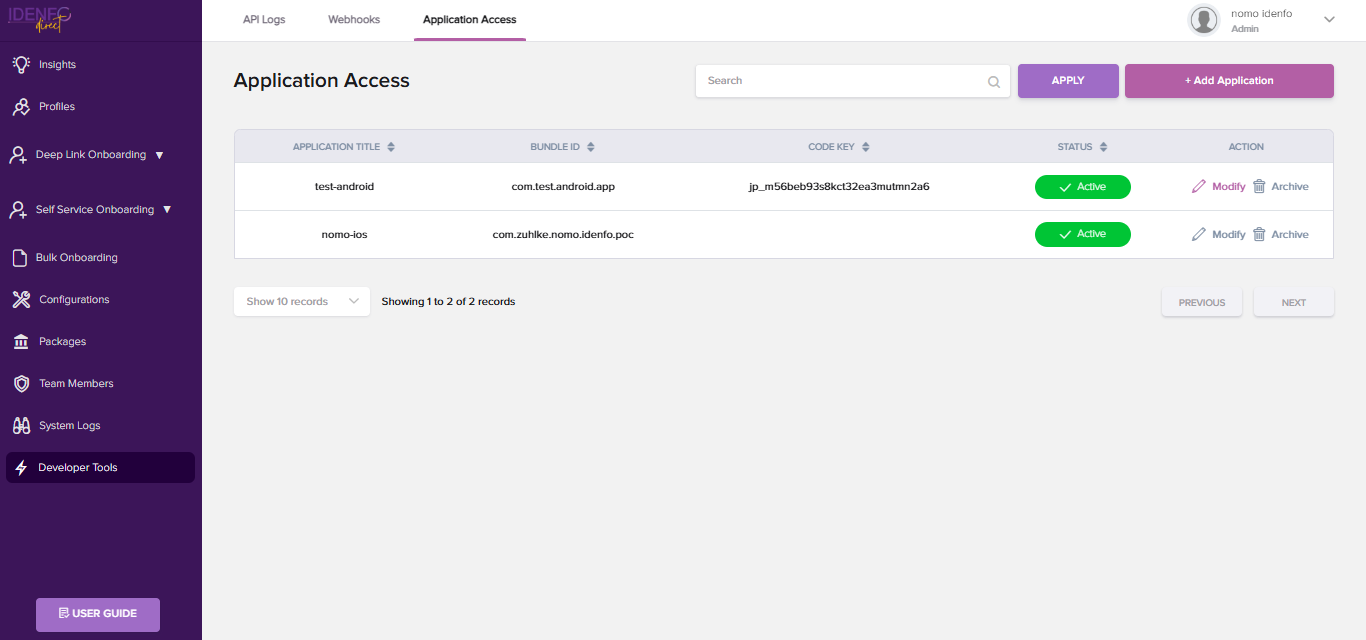 IDENFO
direct
API Logs
Webhooks
Application Access
nomo idenfo
Admin
Insights
Profiles
Deep Link Onboarding
Self Service Onboarding
Bulk Onboarding
Configurations
Packages
Team Members
System Logs
Developer Tools
USER GUIDE
Application Access
Search
APPLY
+ Add Application
APPLICATION TITLE BUNDLE ID CODE KEY STATUS ACTION
test-android com.test.android.app jp_m56beb93s8kct32ea3mutmn2a6 Active Modify Archive
nomo-ios com.zuhlke.nomo.idenfo.poc Active Modify Archive
Show 10 records Showing 1 to 2 of 2 records PREVIOUS NEXT